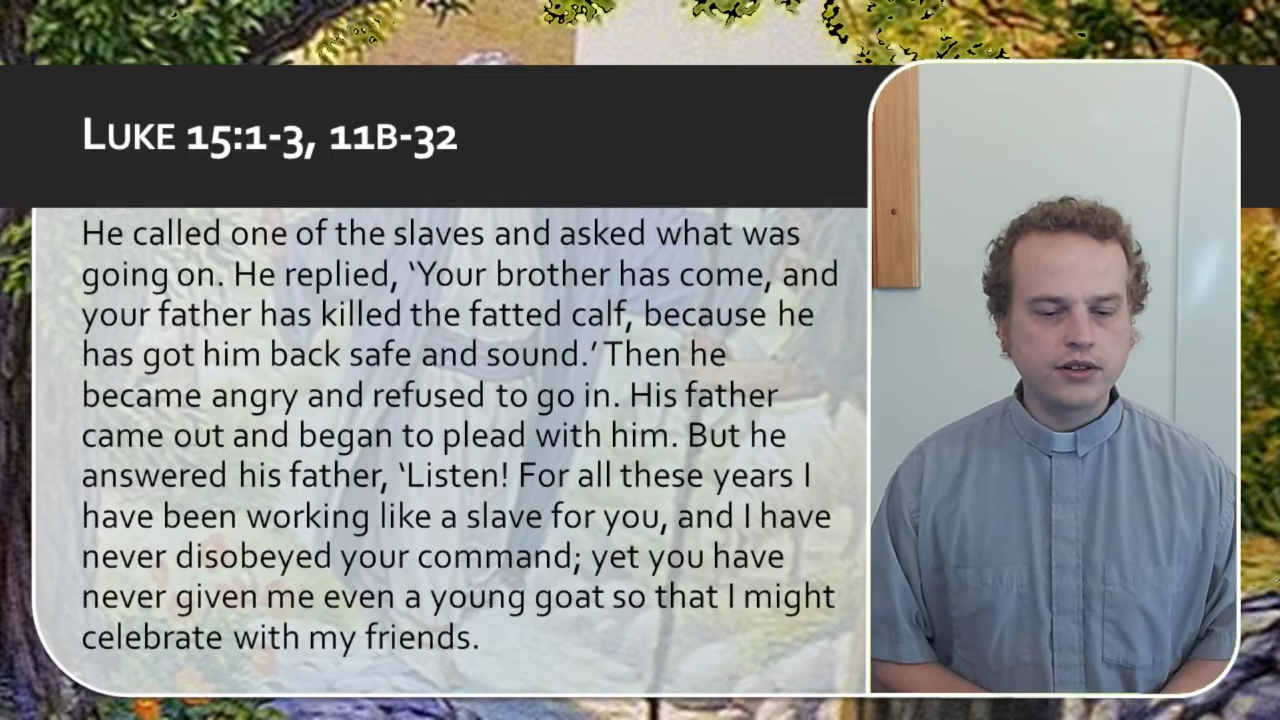 LUKE 15:1-3, 11B-32
He called one of the slaves and asked what was
going on. He replied, ‘Your brother has come, and
your father has killed the fatted calf, because he
has got him back safe and sound.’ Then he
became angry and refused to go in. His father
came out and began to plead with him. But he
answered his father, ‘Listen! For all these years I
have been working like a slave for you, and I have
never disobeyed your command; yet you have
never given me even a young goat so that I might
celebrate with my friends.